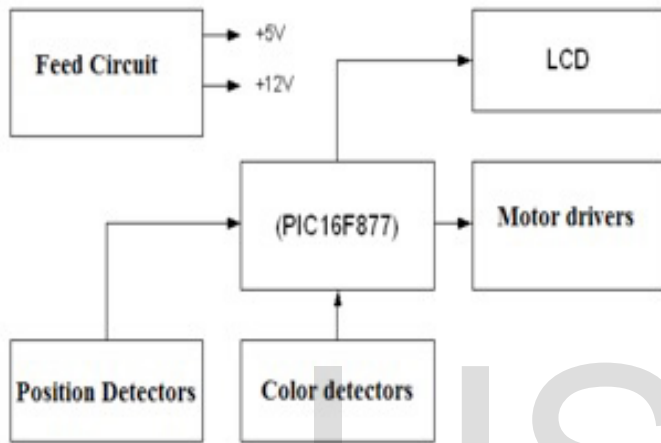 Feed Circuit
+5V
+12V
LCD
(PIC16F877)
Motor drivers
Position Detectors
Color detectors